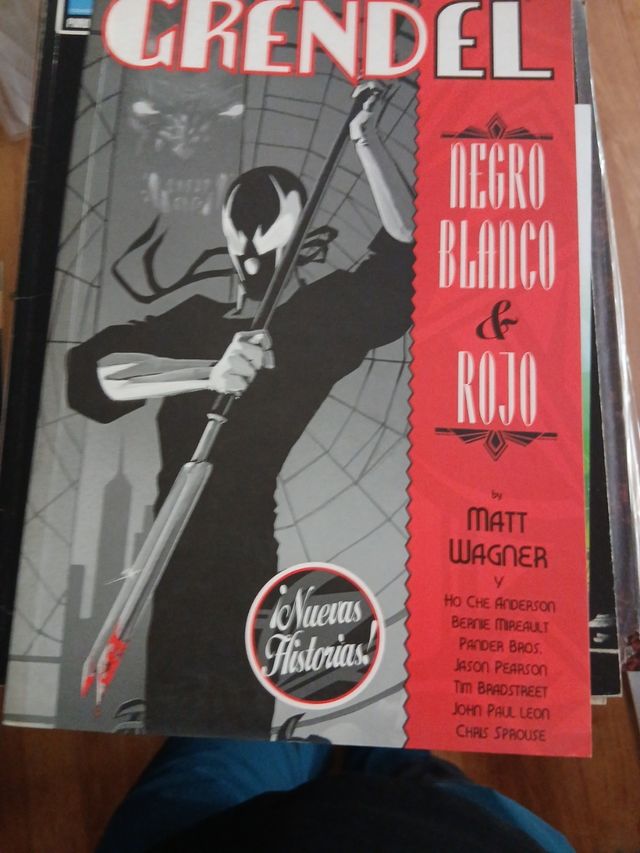 GRENDEL
NEGRO
BLANCO
&
ROJO
by
MATT
WAGNER
Y
HO CHE ANDERSON
BERNIE MIREAULT
PANDER BROS.
JASON PEARSON
TIM BRADSTREET
JOHN PAUL LEON
CHRIS SPROUSE
¡Nuevas
Historias!